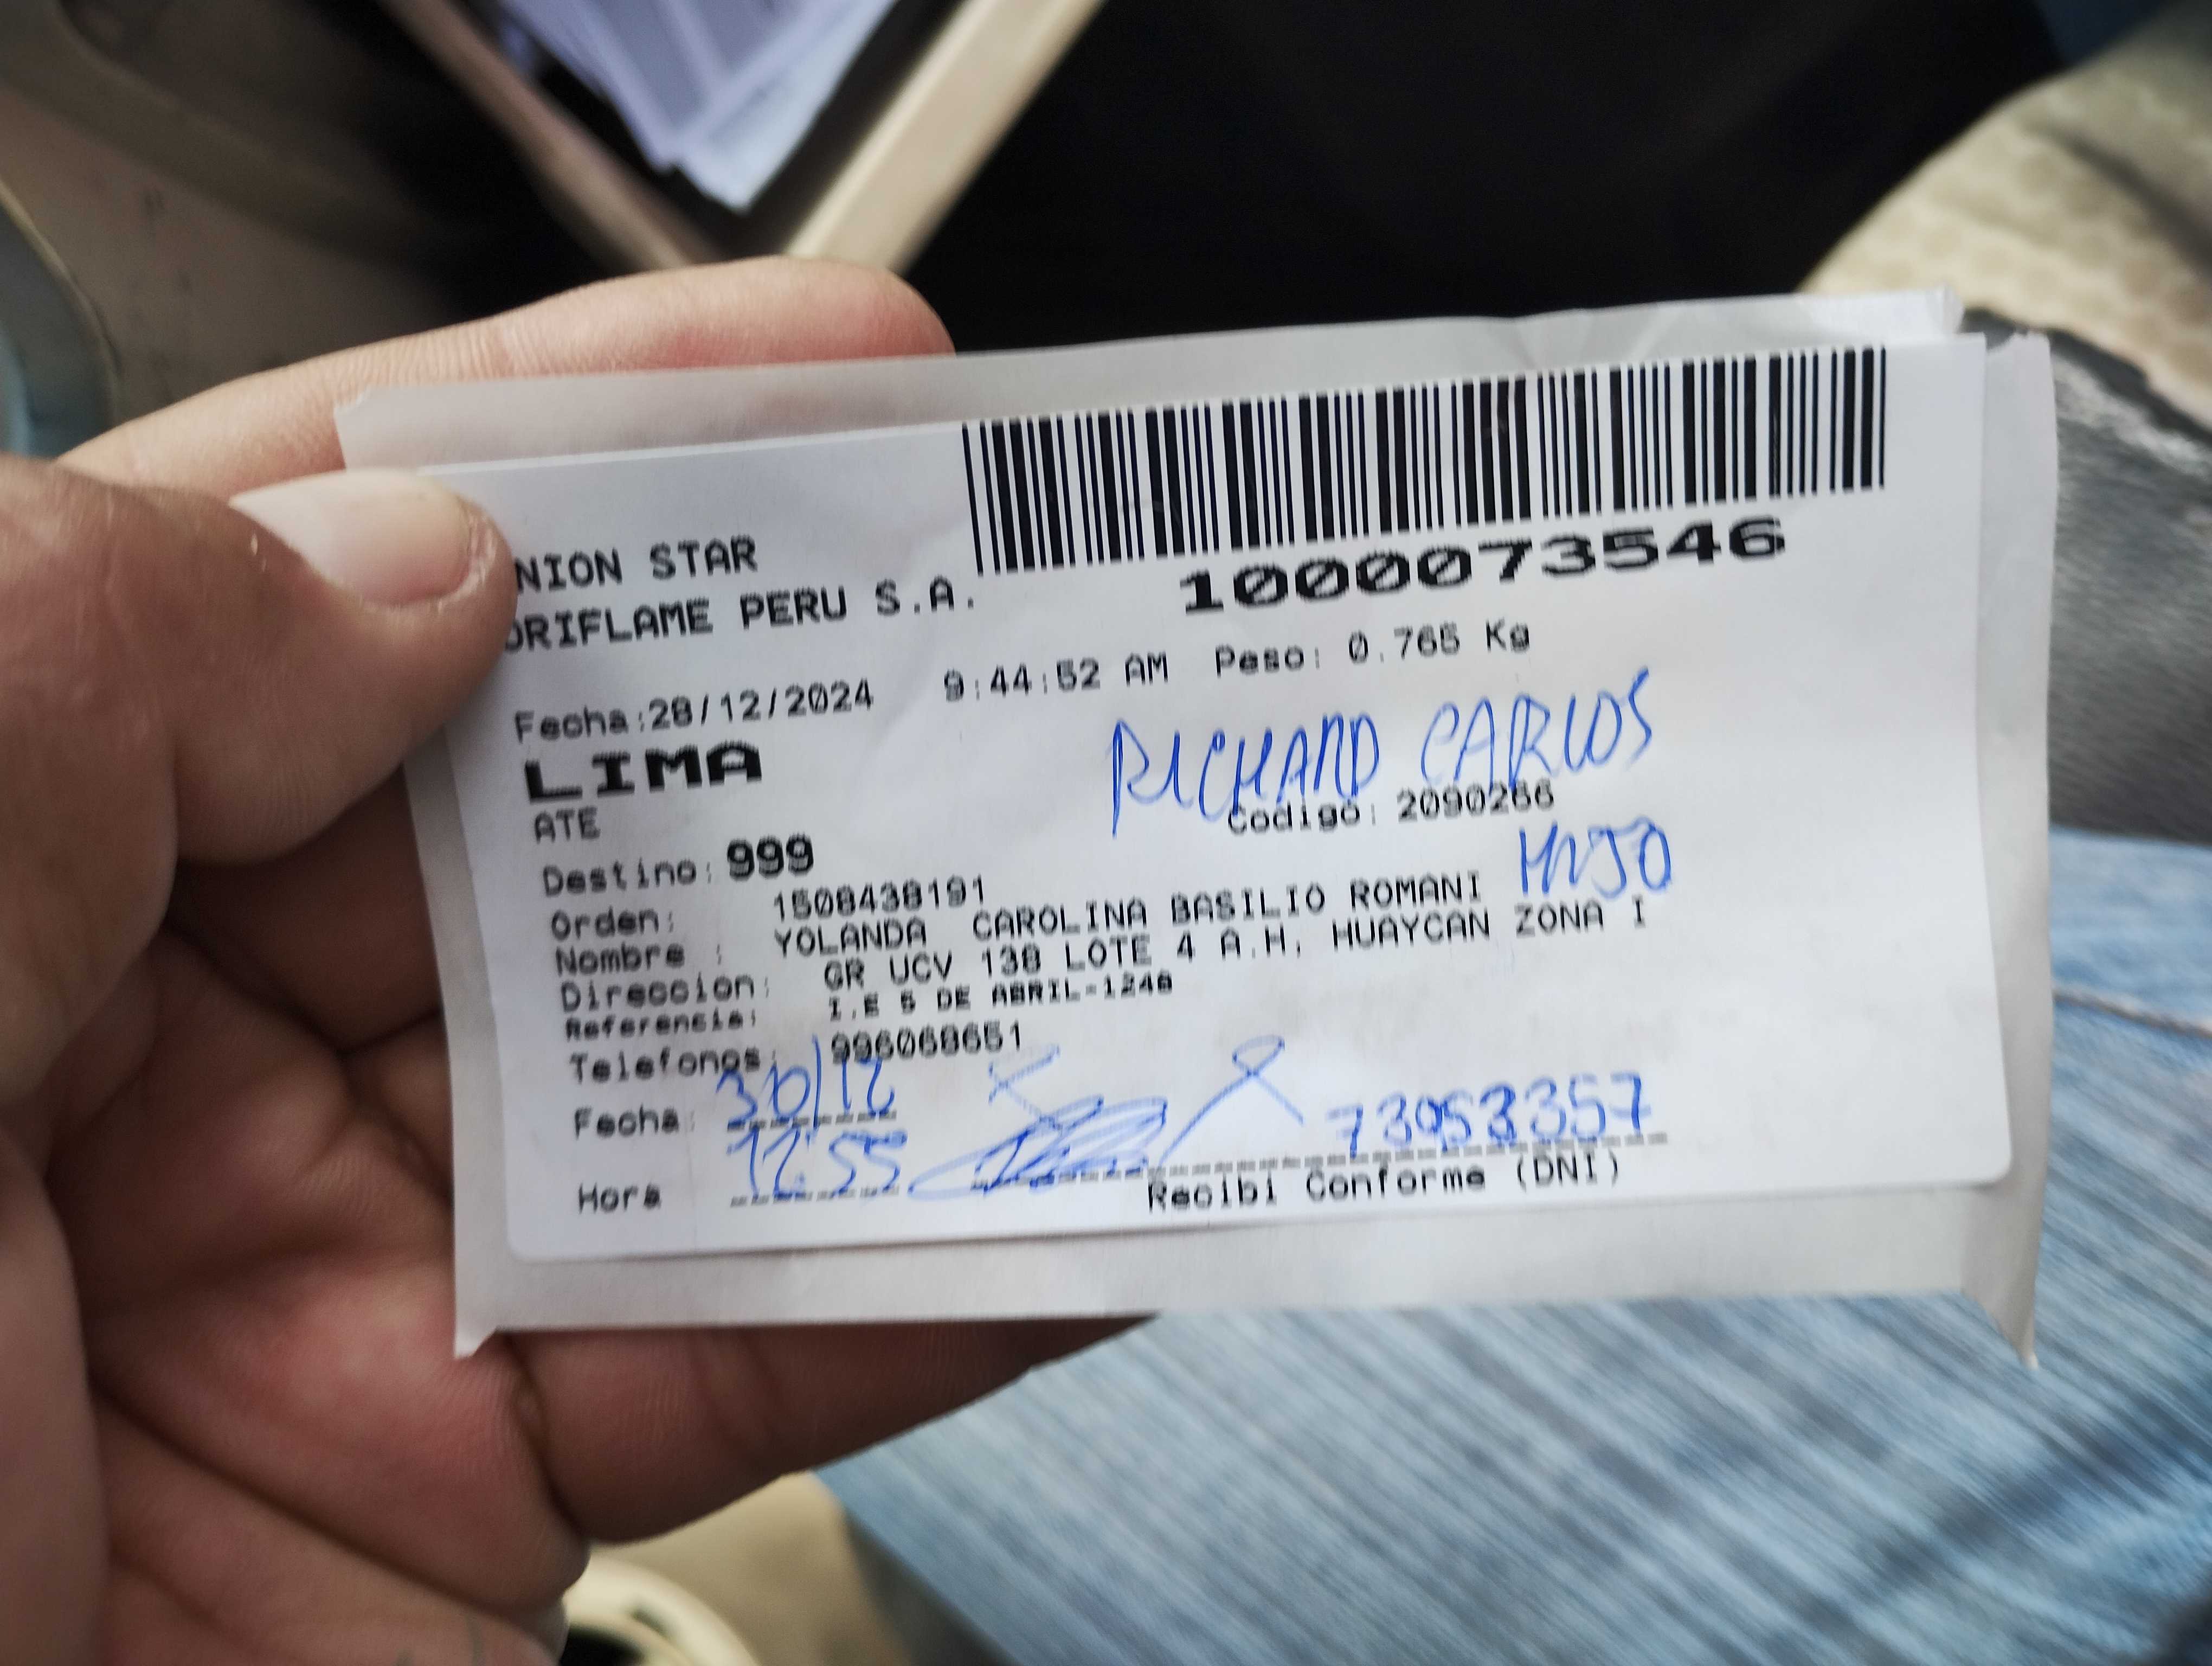 NION STAR
ORIFLAME PERU S.A.
1000073546
Fecha:28/12/2024 9:44:52 AM Peso: 0.765 Kg
LIMA
RICHARD CARLOS
ATE
Codigo: 2090266
Destino: 999
HIJO
Orden: 1508438191
Nombre : YOLANDA CAROLINA BASILIO ROMANI
Direccion: GR UCV 138 LOTE 4 A.H. HUAYCAN ZONA I
Referencia: I.E 5 DE ABRIL-1248
Telefonos: 996068651
Fecha: 30/12
73953357
Hora 12:55
Recibi Conforme (DNI)